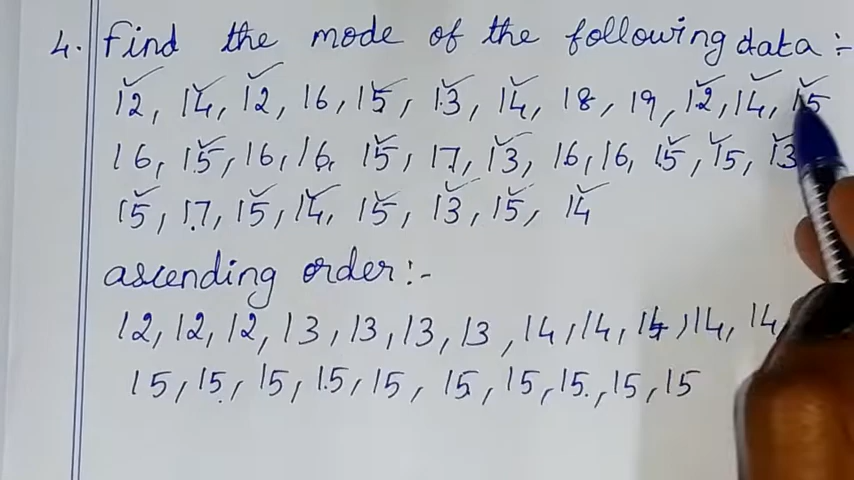 4. Find the mode of the following data :-
12, 14, 12, 16, 15, 13, 14, 18, 19, 12, 14, 15
16, 15, 16, 16, 15, 17, 13, 16, 16, 15, 15, 13
15, 17, 15, 14, 15, 13, 15, 14
ascending order :-
12, 12, 12, 13, 13, 13, 13, 14, 14, 14, 14, 14
15, 15, 15, 15, 15, 15, 15, 15, 15, 15